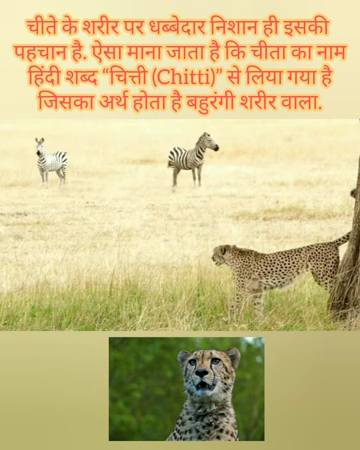 चीते के शरीर पर धब्बेदार निशान ही इसकी
पहचान है. ऐसा माना जाता है कि चीता का नाम
हिंदी शब्द “चित्ती (Chitti)” से लिया गया है
जिसका अर्थ होता है बहुरंगी शरीर वाला.